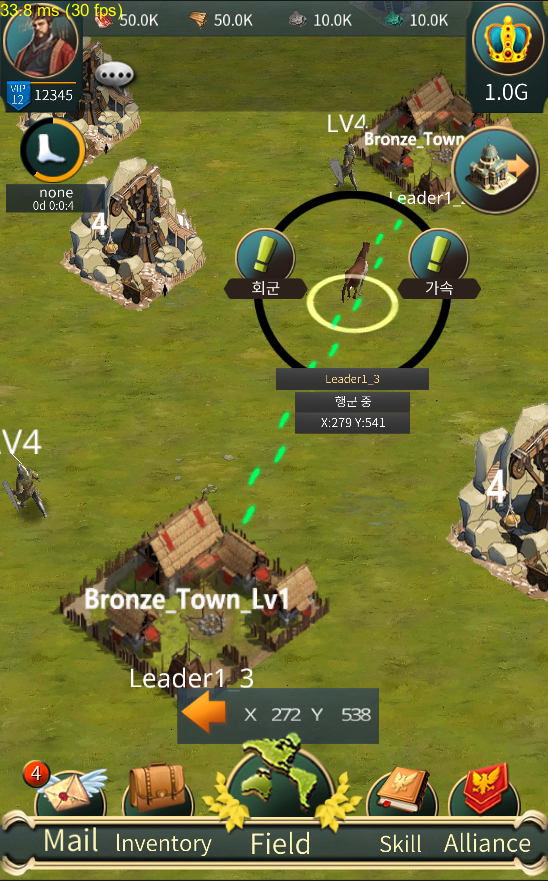 33.8 ms (30 fps)
50.0K
50.0K
10.0K
10.0K
VIP
12
12345
1.0G
LV4
Bronze_Town
none
0d 0:0:4
Leader1_
4
회군
가속
Leader1_3
행군 중
X:279 Y:541
LV4
4
Bronze_Town_Lv1
Leader1_3
X 272 Y 538
4
Mail
Inventory
Field
Skill
Alliance